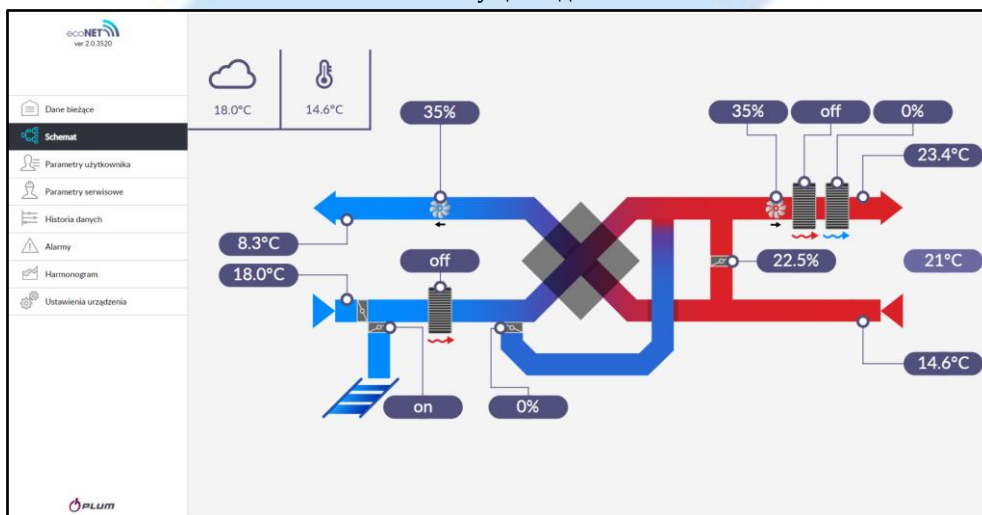 ecoNET
ver 2.0.3520
Dane bieżące
Schemat
Parametry użytkownika
Parametry serwisowe
Historia danych
Alarmy
Harmonogram
Ustawienia urządzenia
PLUM
18.0°C
14.6°C
35%
35%
off
0%
23.4°C
8.3°C
18.0°C
off
22.5%
21°C
14.6°C
on
0%